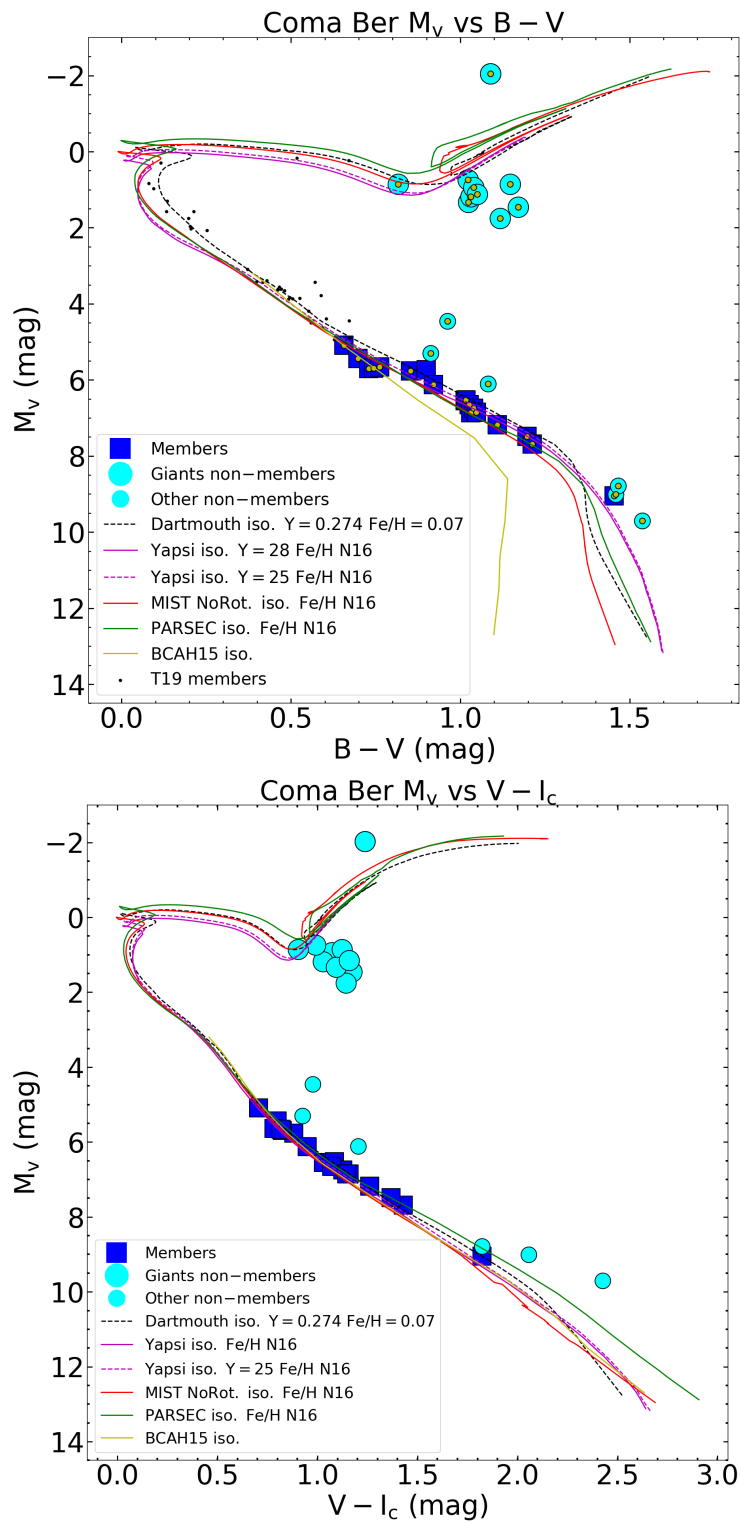 Coma Ber Mv vs B − V
−2
0
2
4
6
8
10
12
14
Mv (mag)
Members
Giants non−members
Other non−members
Dartmouth iso. Y = 0.274 Fe/H = 0.07
Yapsi iso. Y = 28 Fe/H N16
Yapsi iso. Y = 25 Fe/H N16
MIST NoRot. iso. Fe/H N16
PARSEC iso. Fe/H N16
BCAH15 iso.
T19 members
0.0 0.5 1.0 1.5
B − V (mag)
Coma Ber Mv vs V − Ic
−2
0
2
4
6
8
10
12
14
Mv (mag)
Members
Giants non−members
Other non−members
Dartmouth iso. Y = 0.274 Fe/H = 0.07
Yapsi iso. Fe/H N16
Yapsi iso. Y = 25 Fe/H N16
MIST NoRot. iso. Fe/H N16
PARSEC iso. Fe/H N16
BCAH15 iso.
0.0 0.5 1.0 1.5 2.0 2.5 3.0
V − Ic (mag)